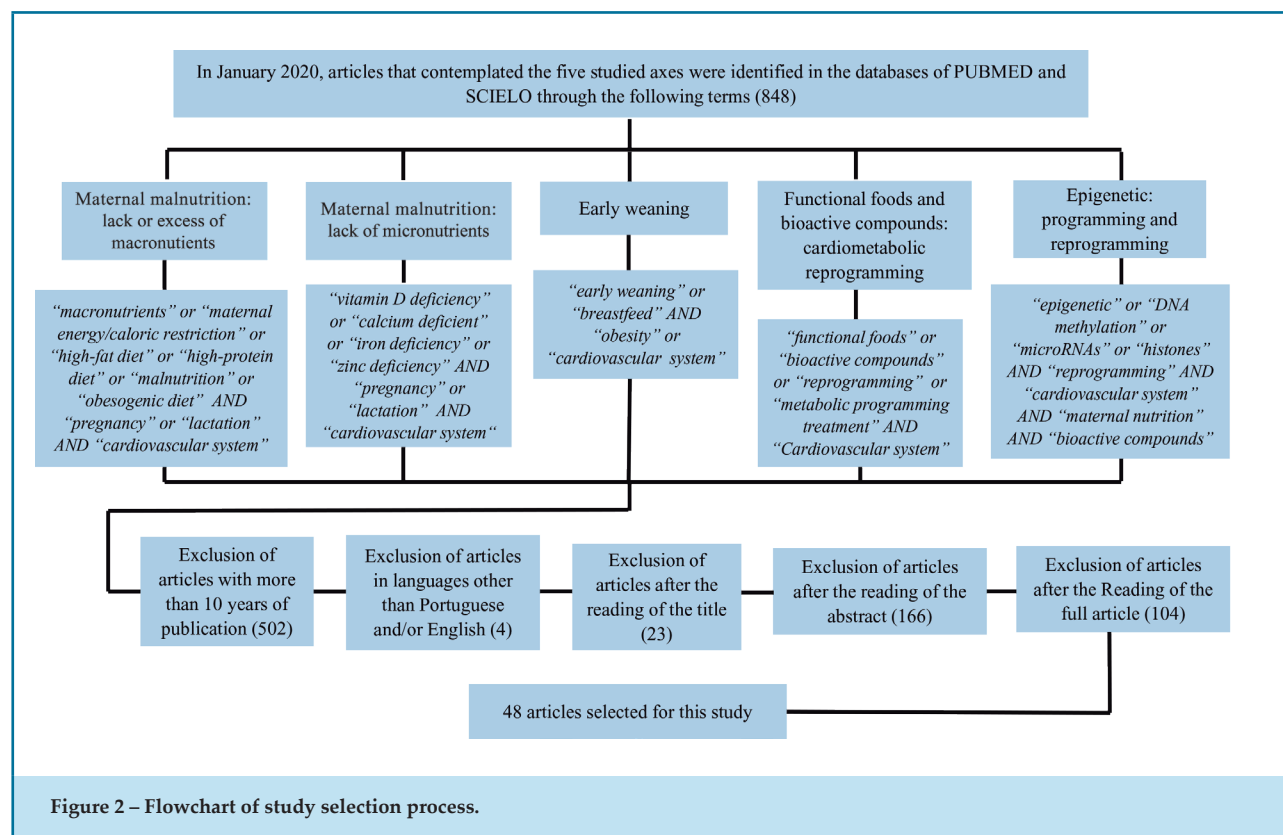 In January 2020, articles that contemplated the five studied axes were identified in the databases of PUBMED and
SCIELO through the following terms (848)
Maternal malnutrition:
lack or excess of
macronutients
Maternal malnutrition:
lack of micronutrients
Early weaning
Functional foods and
bioactive compounds:
cardiometabolic
reprogramming
Epigenetic:
programming and
reprogramming
“macronutrients” or “maternal
energy/caloric restriction” or
“high-fat diet” or “high-protein
diet” or “malnutrition” or
“obesogenic diet” AND
“pregnancy” or “lactation”
AND “cardiovascular system”
“vitamin D deficiency”
or “calcium deficient”
or “iron deficiency” or
“zinc deficiency” AND
“pregnancy” or
“lactation” AND
“cardiovascular system“
“early weaning” or
“breastfeed” AND
“obesity” or
“cardiovascular system”
“functional foods” or
“bioactive compounds”
or “reprogramming” or
“metabolic programming
treatment” AND
“Cardiovascular system”
“epigenetic” or “DNA
methylation” or
“microRNAs” or “histones”
AND “reprogramming” AND
“cardiovascular system”
AND “maternal nutrition”
AND “bioactive compounds”
Exclusion of
articles with more
than 10 years of
publication (502)
Exclusion of articles
in languages other
than Portuguese
and/or English (4)
Exclusion of
articles after the
reading of the title
(23)
Exclusion of articles
after the reading of the
abstract (166)
Exclusion of articles
after the Reading of the
full article (104)
48 articles selected for this study
Figure 2 – Flowchart of study selection process.